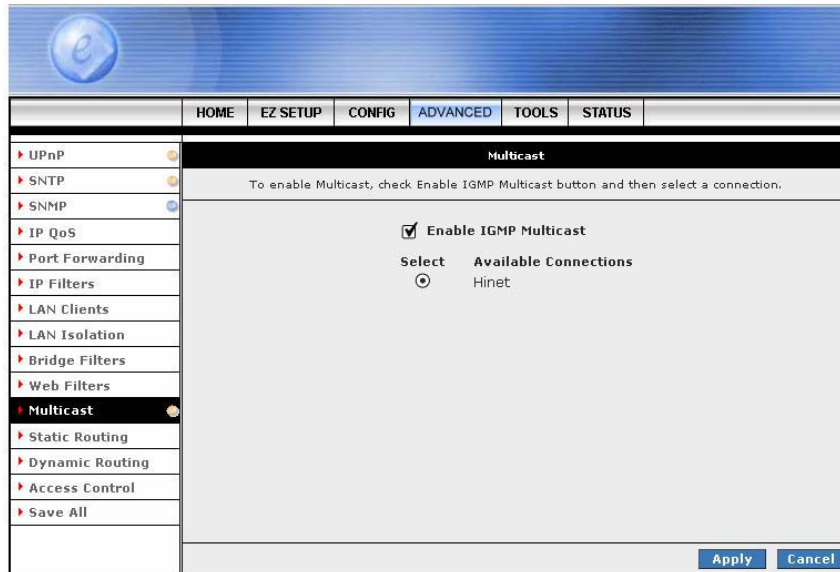 e
HOME EZ SETUP CONFIG ADVANCED TOOLS STATUS
UPnP
SNTP
SNMP
IP QoS
Port Forwarding
IP Filters
LAN Clients
LAN Isolation
Bridge Filters
Web Filters
Multicast
Static Routing
Dynamic Routing
Access Control
Save All
Multicast
To enable Multicast, check Enable IGMP Multicast button and then select a connection.
Enable IGMP Multicast
Select Available Connections
Hinet
Apply Cancel